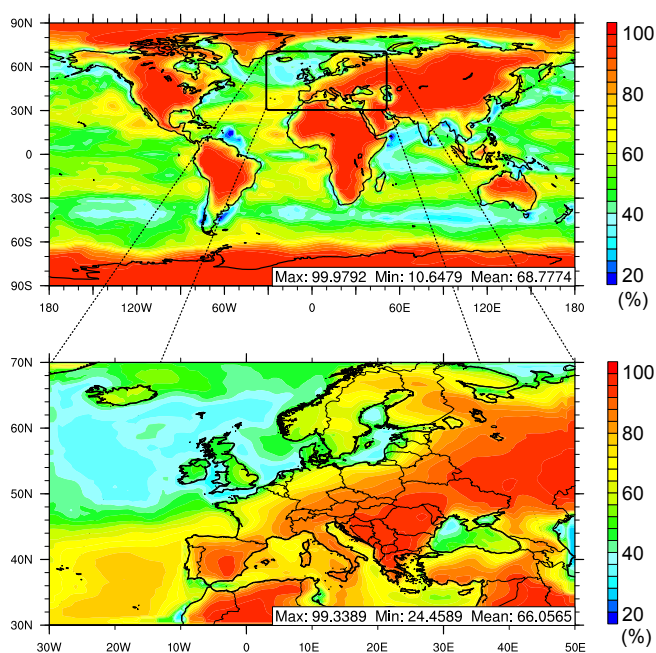 90N
60N
30N
0
30S
60S
90S
180 120W 60W 0 60E 120E 180
Max: 99.9792 Min: 10.6479 Mean: 68.7774
100
80
60
40
20
(%)
70N
60N
50N
40N
30N
30W 20W 10W 0 10E 20E 30E 40E 50E
Max: 99.3389 Min: 24.4589 Mean: 66.0565
100
80
60
40
20
(%)